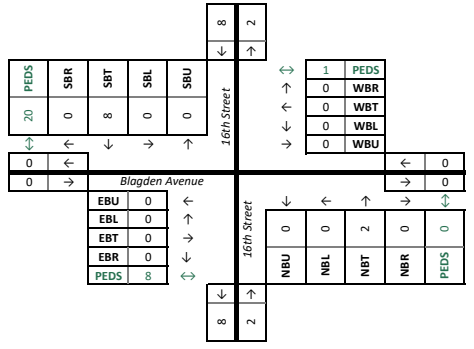 8 2
↓ ↑
PEDS SBR SBT SBL SBU
20 0 8 0 0
↕ ← ↓ → ↑
16th Street
↔ 1 PEDS
↑ 0 WBR
← 0 WBT
↓ 0 WBL
→ 0 WBU
0 ←
0 →
← 0
→ 0
Blagden Avenue
EBU 0 ←
EBL 0 ↑
EBT 0 →
EBR 0 ↓
PEDS 8 ↔
16th Street
↓ ← ↑ → ↕
0 0 2 0 0
NBU NBL NBT NBR PEDS
↓ ↑
8 2